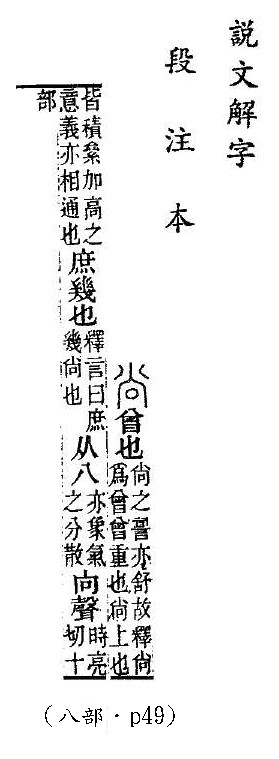 說文解字
段注本
尙
曾也
尙之䛐亦舒故釋尙
爲曾曾重也尙上也
皆積絫加高之
意義亦相通也
庶幾也
釋言曰庶
幾尙也
从八
亦象氣
之分散
向聲
時亮
切十
部
(八部·p49)